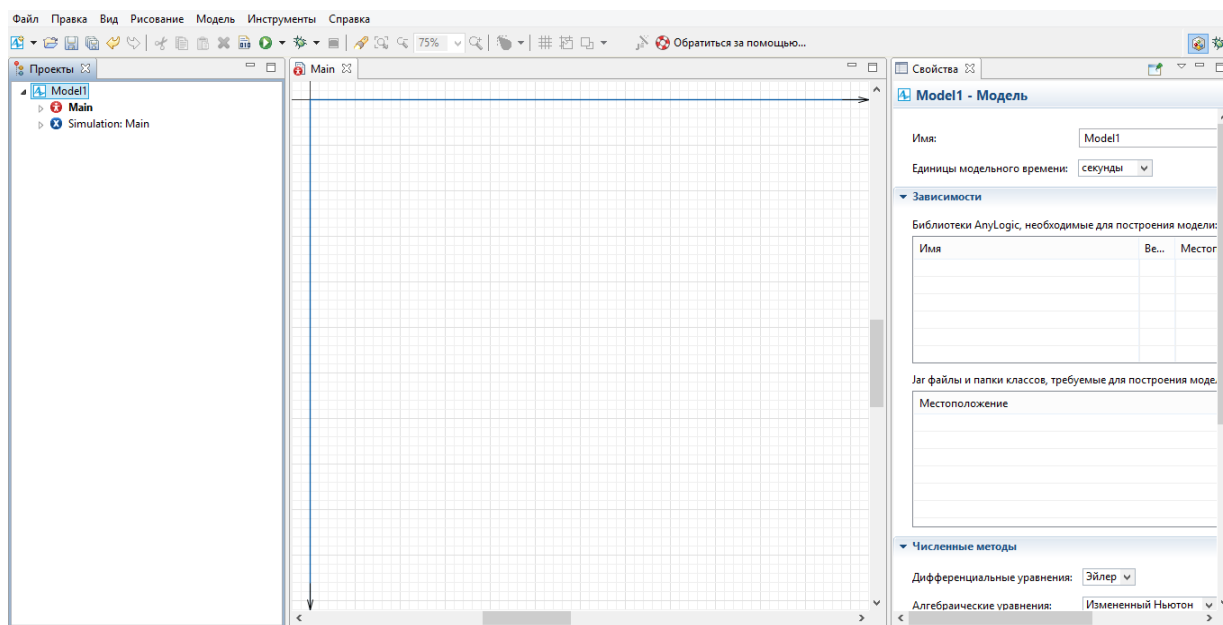 Файл Правка Вид Рисование Модель Инструменты Справка
75% Обратиться за помощью...
Проекты
Model1
Main
Simulation: Main
Main
Свойства
Model1 - Модель
Имя: Model1
Единицы модельного времени: секунды
Зависимости
Библиотеки AnyLogic, необходимые для построения модели:
Имя Ве... Местог
Jar файлы и папки классов, требуемые для построения моде.
Местоположение
Численные методы
Дифференциальные уравнения: Эйлер
Алгебраические уравнения: Измененный Ньютон